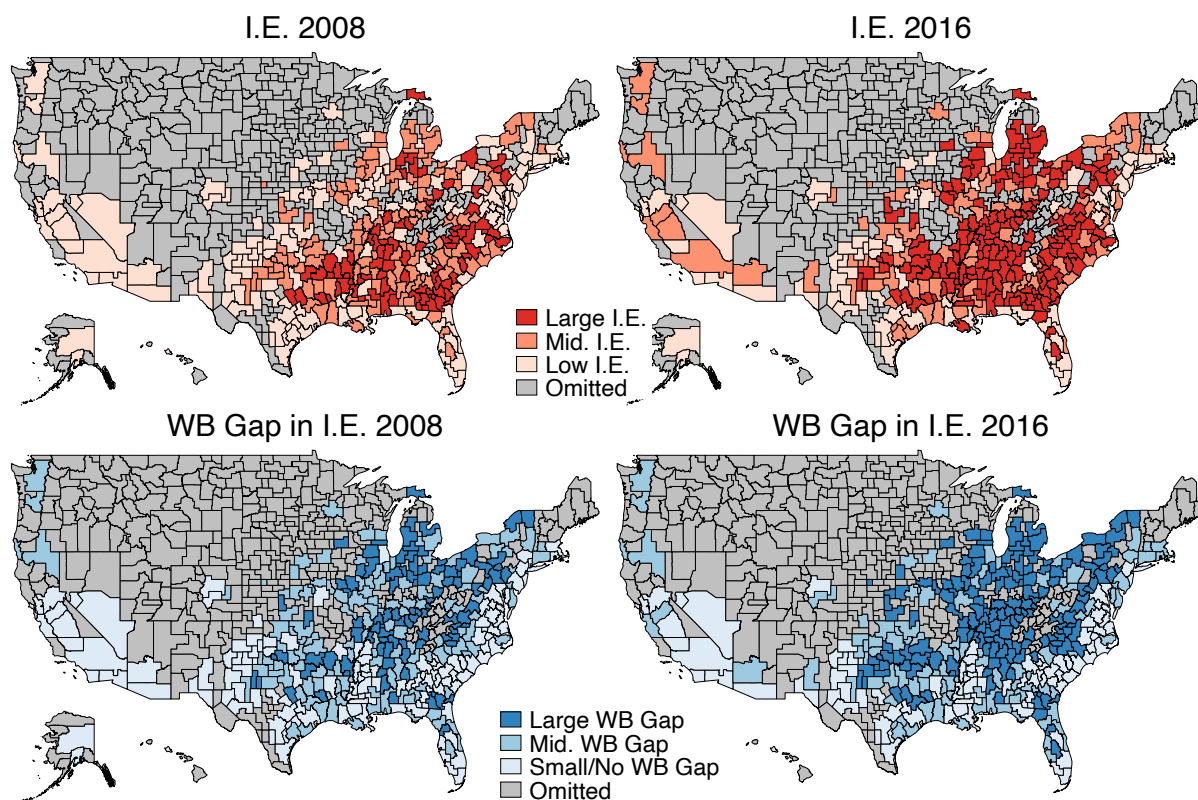 I.E. 2008
I.E. 2016
Large I.E.
Mid. I.E.
Low I.E.
Omitted
WB Gap in I.E. 2008
WB Gap in I.E. 2016
Large WB Gap
Mid. WB Gap
Small/No WB Gap
Omitted